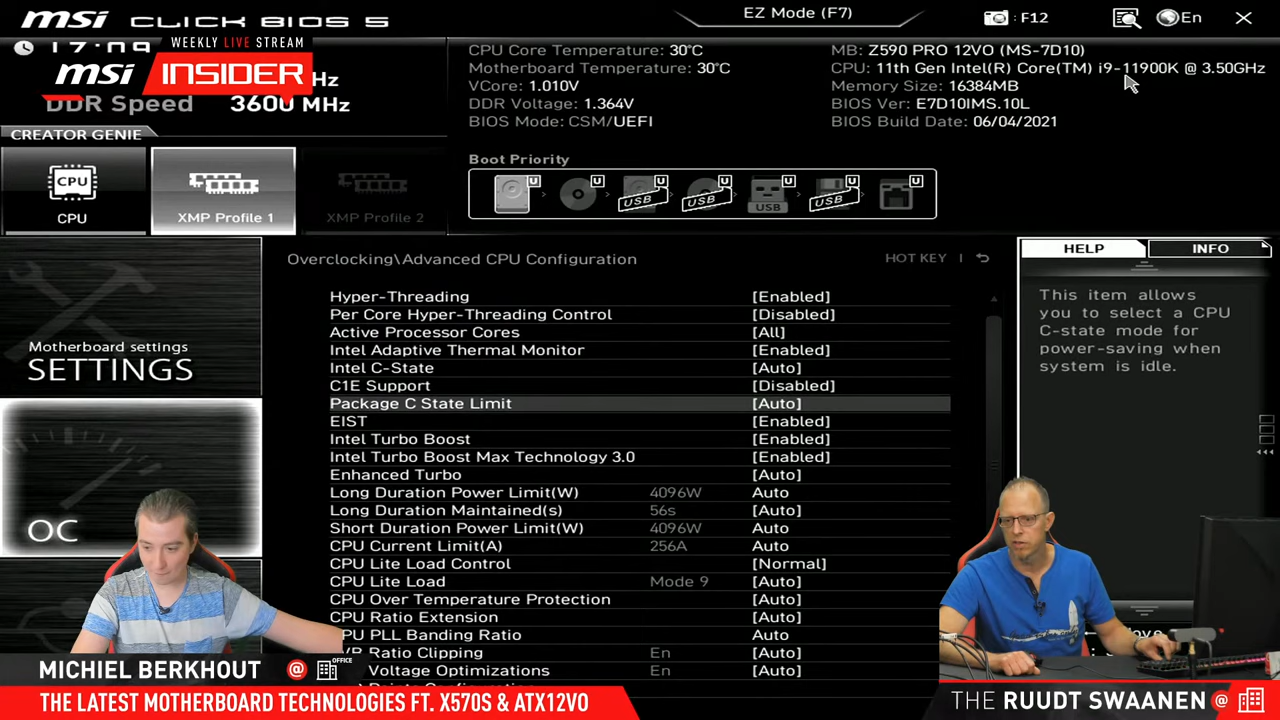 msi CLICK BIOS 5
EZ Mode (F7)
: F12
En
17:09
WEEKLY LIVE STREAM
msi INSIDER
Hz
DDR Speed 3600 MHz
CREATOR GENIE
CPU
XMP Profile 1
XMP Profile 2
CPU Core Temperature: 30°C
Motherboard Temperature: 30°C
VCore: 1.010V
DDR Voltage: 1.364V
BIOS Mode: CSM/UEFI
MB: Z590 PRO 12VO (MS-7D10)
CPU: 11th Gen Intel(R) Core(TM) i9-11900K @ 3.50GHz
Memory Size: 16384MB
BIOS Ver: E7D10IMS.10L
BIOS Build Date: 06/04/2021
Boot Priority
U U U U U U U
USB USB USB USB
Motherboard settings
SETTINGS
OC
Overclocking\Advanced CPU Configuration
HOT KEY
HELP
INFO
Hyper-Threading [Enabled]
Per Core Hyper-Threading Control [Disabled]
Active Processor Cores [All]
Intel Adaptive Thermal Monitor [Enabled]
Intel C-State [Auto]
C1E Support [Disabled]
Package C State Limit [Auto]
EIST [Enabled]
Intel Turbo Boost [Enabled]
Intel Turbo Boost Max Technology 3.0 [Enabled]
Enhanced Turbo [Auto]
Long Duration Power Limit(W) 4096W Auto
Long Duration Maintained(s) 56s [Auto]
Short Duration Power Limit(W) 4096W Auto
CPU Current Limit(A) 256A Auto
CPU Lite Load Control [Normal]
CPU Lite Load Mode 9 [Auto]
CPU Over Temperature Protection [Auto]
CPU Ratio Extension [Auto]
PU PLL Banding Ratio Auto
VB Ratio Clipping En [Auto]
Voltage Optimizations En [Auto]
This item allows
you to select a CPU
C-state mode for
power-saving when
system is idle.
MICHIEL BERKHOUT @ OFFICE
THE LATEST MOTHERBOARD TECHNOLOGIES FT. X570S & ATX12VO
THE RUUDT SWAANEN @